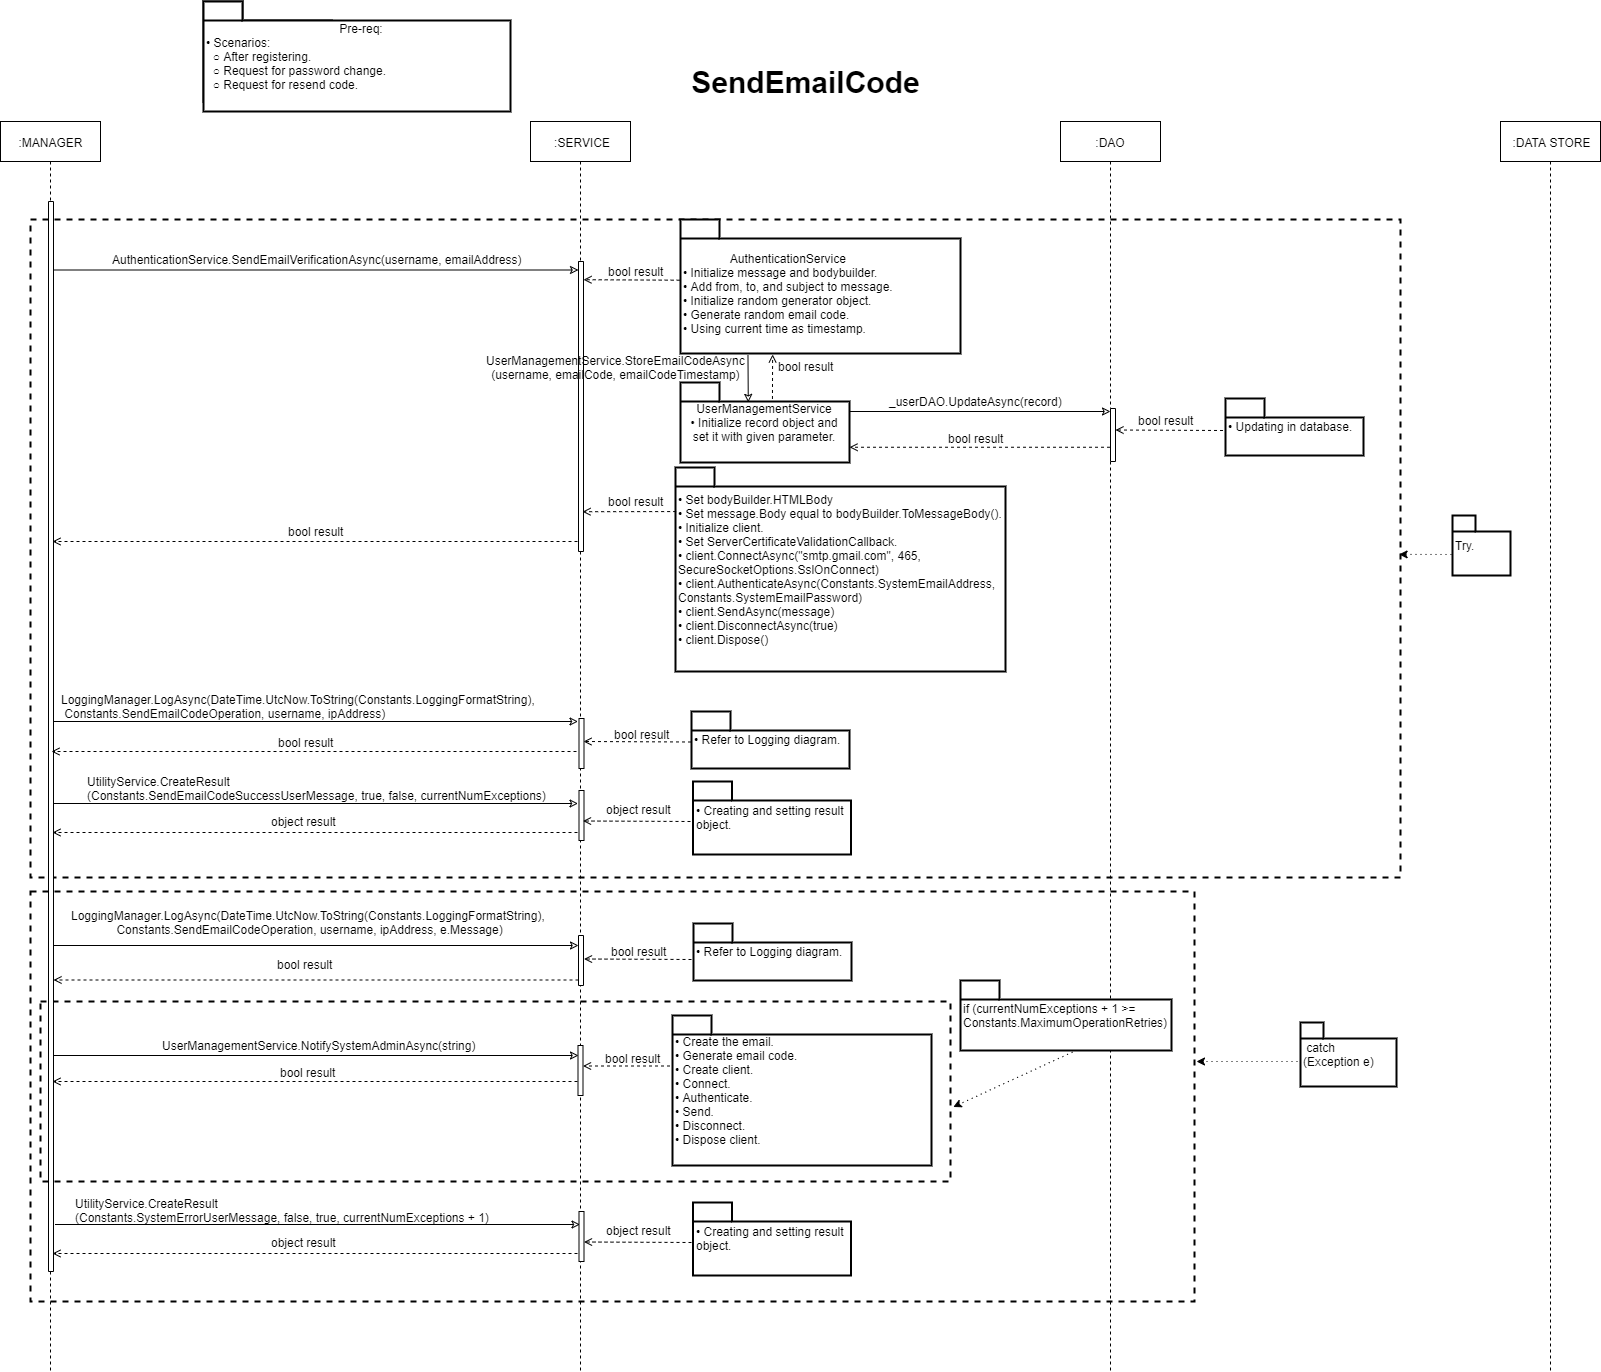 Pre-req:
• Scenarios:
○ After registering.
○ Request for password change.
○ Request for resend code.
SendEmailCode
:MANAGER
:SERVICE
:DAO
:DATA STORE
AuthenticationService.SendEmailVerificationAsync(username, emailAddress)
bool result
AuthenticationService
• Initialize message and bodybuilder.
• Add from, to, and subject to message.
• Initialize random generator object.
• Generate random email code.
• Using current time as timestamp.
UserManagementService.StoreEmailCodeAsync
(username, emailCode, emailCodeTimestamp)
bool result
UserManagementService
• Initialize record object and
set it with given parameter.
_userDAO.UpdateAsync(record)
bool result
bool result
• Updating in database.
bool result
• Set bodyBuilder.HTMLBody
• Set message.Body equal to bodyBuilder.ToMessageBody().
• Initialize client.
• Set ServerCertificateValidationCallback.
• client.ConnectAsync("smtp.gmail.com", 465,
SecureSocketOptions.SslOnConnect)
• client.AuthenticateAsync(Constants.SystemEmailAddress,
Constants.SystemEmailPassword)
• client.SendAsync(message)
• client.DisconnectAsync(true)
• client.Dispose()
bool result
Try.
LoggingManager.LogAsync(DateTime.UtcNow.ToString(Constants.LoggingFormatString),
Constants.SendEmailCodeOperation, username, ipAddress)
bool result
bool result
• Refer to Logging diagram.
UtilityService.CreateResult
(Constants.SendEmailCodeSuccessUserMessage, true, false, currentNumExceptions)
object result
object result
• Creating and setting result
object.
LoggingManager.LogAsync(DateTime.UtcNow.ToString(Constants.LoggingFormatString),
Constants.SendEmailCodeOperation, username, ipAddress, e.Message)
bool result
bool result
• Refer to Logging diagram.
if (currentNumExceptions + 1 >=
Constants.MaximumOperationRetries)
catch
(Exception e)
UserManagementService.NotifySystemAdminAsync(string)
bool result
bool result
• Create the email.
• Generate email code.
• Create client.
• Connect.
• Authenticate.
• Send.
• Disconnect.
• Dispose client.
UtilityService.CreateResult
(Constants.SystemErrorUserMessage, false, true, currentNumExceptions + 1)
object result
object result
• Creating and setting result
object.